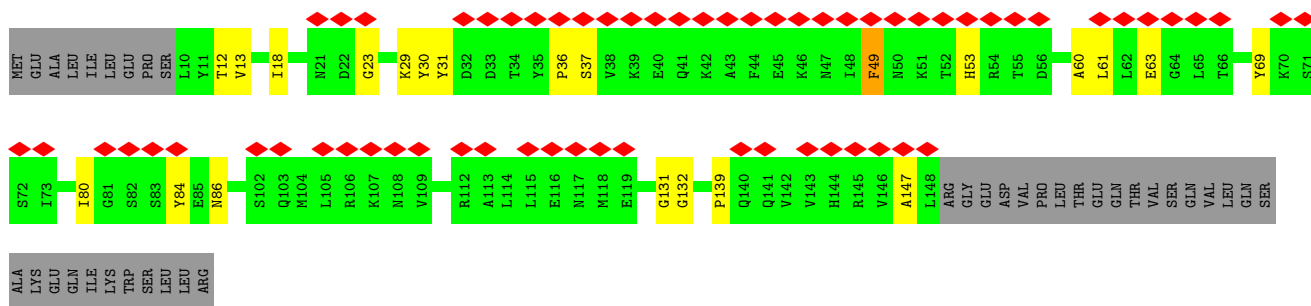 MET GLU ALA LEU ILE LEU GLU PRO SER L10 Y11 T12 V13 I18 N21 D22 G23 K29 Y30 Y31 D32 D33 T34 Y35 P36 S37 V38 K39 E40 Q41 K42 A43 F44 E45 K46 N47 I48 F49 N50 K51 T52 H53 R54 T55 D56 A60 L61 L62 E63 G64 L65 T66 Y69 K70 S71
S72 I73 I80 G81 S82 S83 Y84 E85 N86 S102 Q103 M104 L105 R106 K107 N108 V109 R112 A113 L114 L115 E116 N117 M118 E119 G131 G132 P139 Q140 Q141 V142 V143 H144 R145 V146 A147 L148 ARG GLY GLU ASP VAL PRO LEU THR GLU GLN THR VAL SER GLN VAL LEU GLN SER
ALA LYS GLU GLN ILE LYS TRP SER LEU LEU ARG